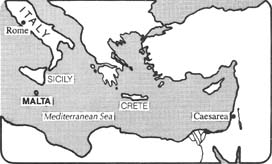 ITALY
Rome
SICILY
MALTA
CRETE
Mediterranean Sea
Caesarea